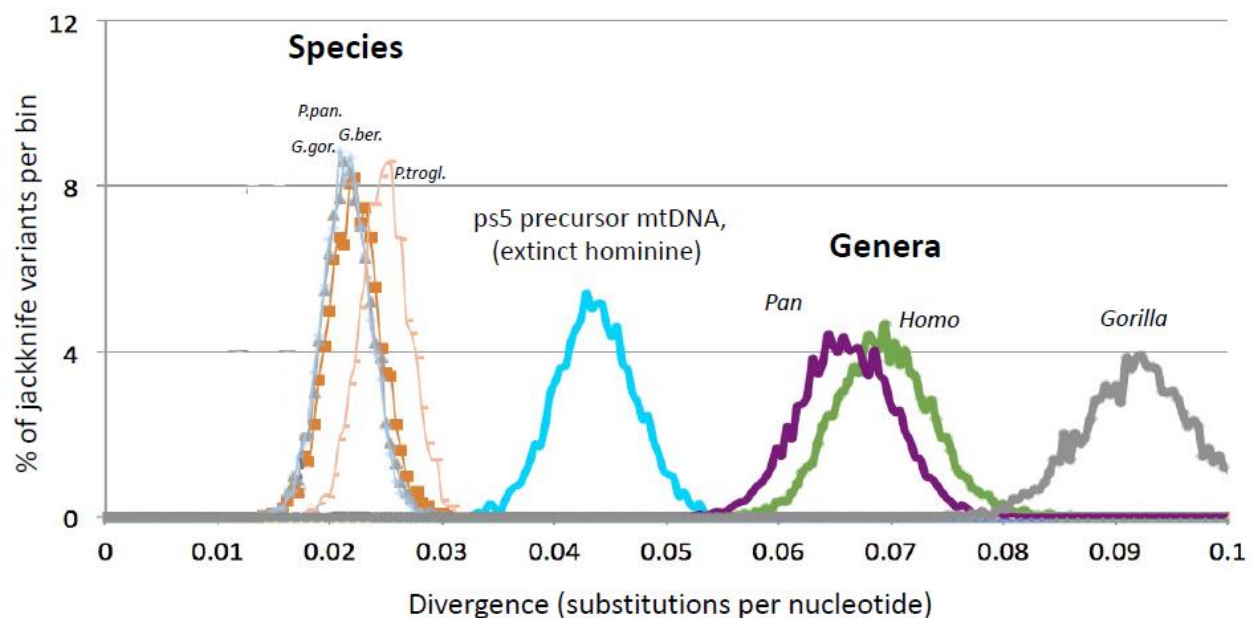 12
Species
P.pan.
G.ber.
G.gor.
P.trogl.
8
ps5 precursor mtDNA,
(extinct hominine)
Genera
Pan
Homo
Gorilla
4
0
0 0.01 0.02 0.03 0.04 0.05 0.06 0.07 0.08 0.09 0.1
% of jackknife variants per bin
Divergence (substitutions per nucleotide)